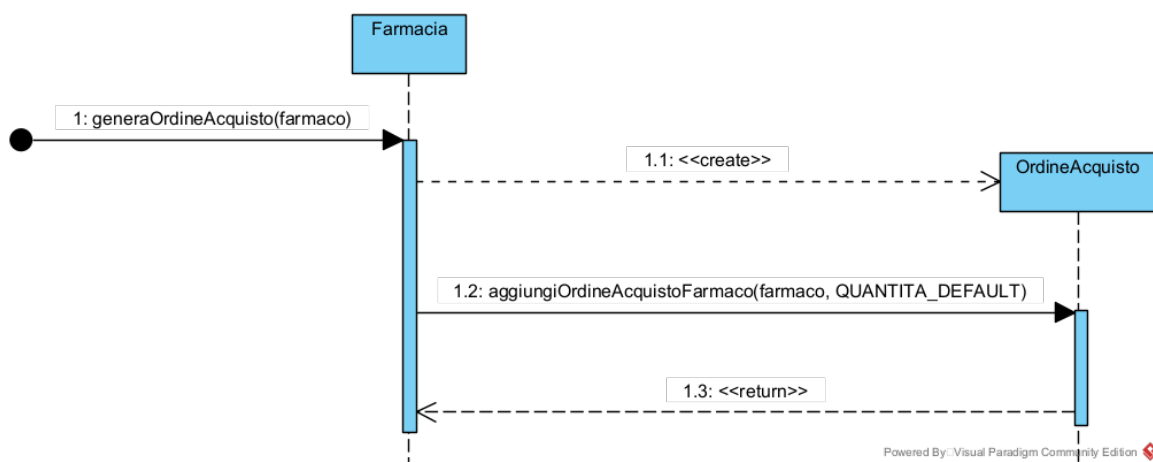 Farmacia
1: generaOrdineAcquisto(farmaco)
1.1: <<create>>
OrdineAcquisto
1.2: aggiungiOrdineAcquistoFarmaco(farmaco, QUANTITA_DEFAULT)
1.3: <<return>>
Powered By Visual Paradigm Community Edition